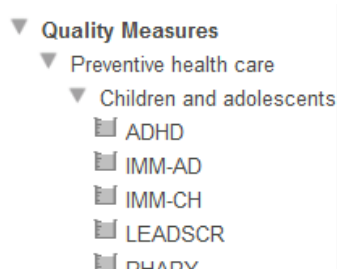 Quality Measures
Preventive health care
Children and adolescents
ADHD
IMM-AD
IMM-CH
LEADSCR